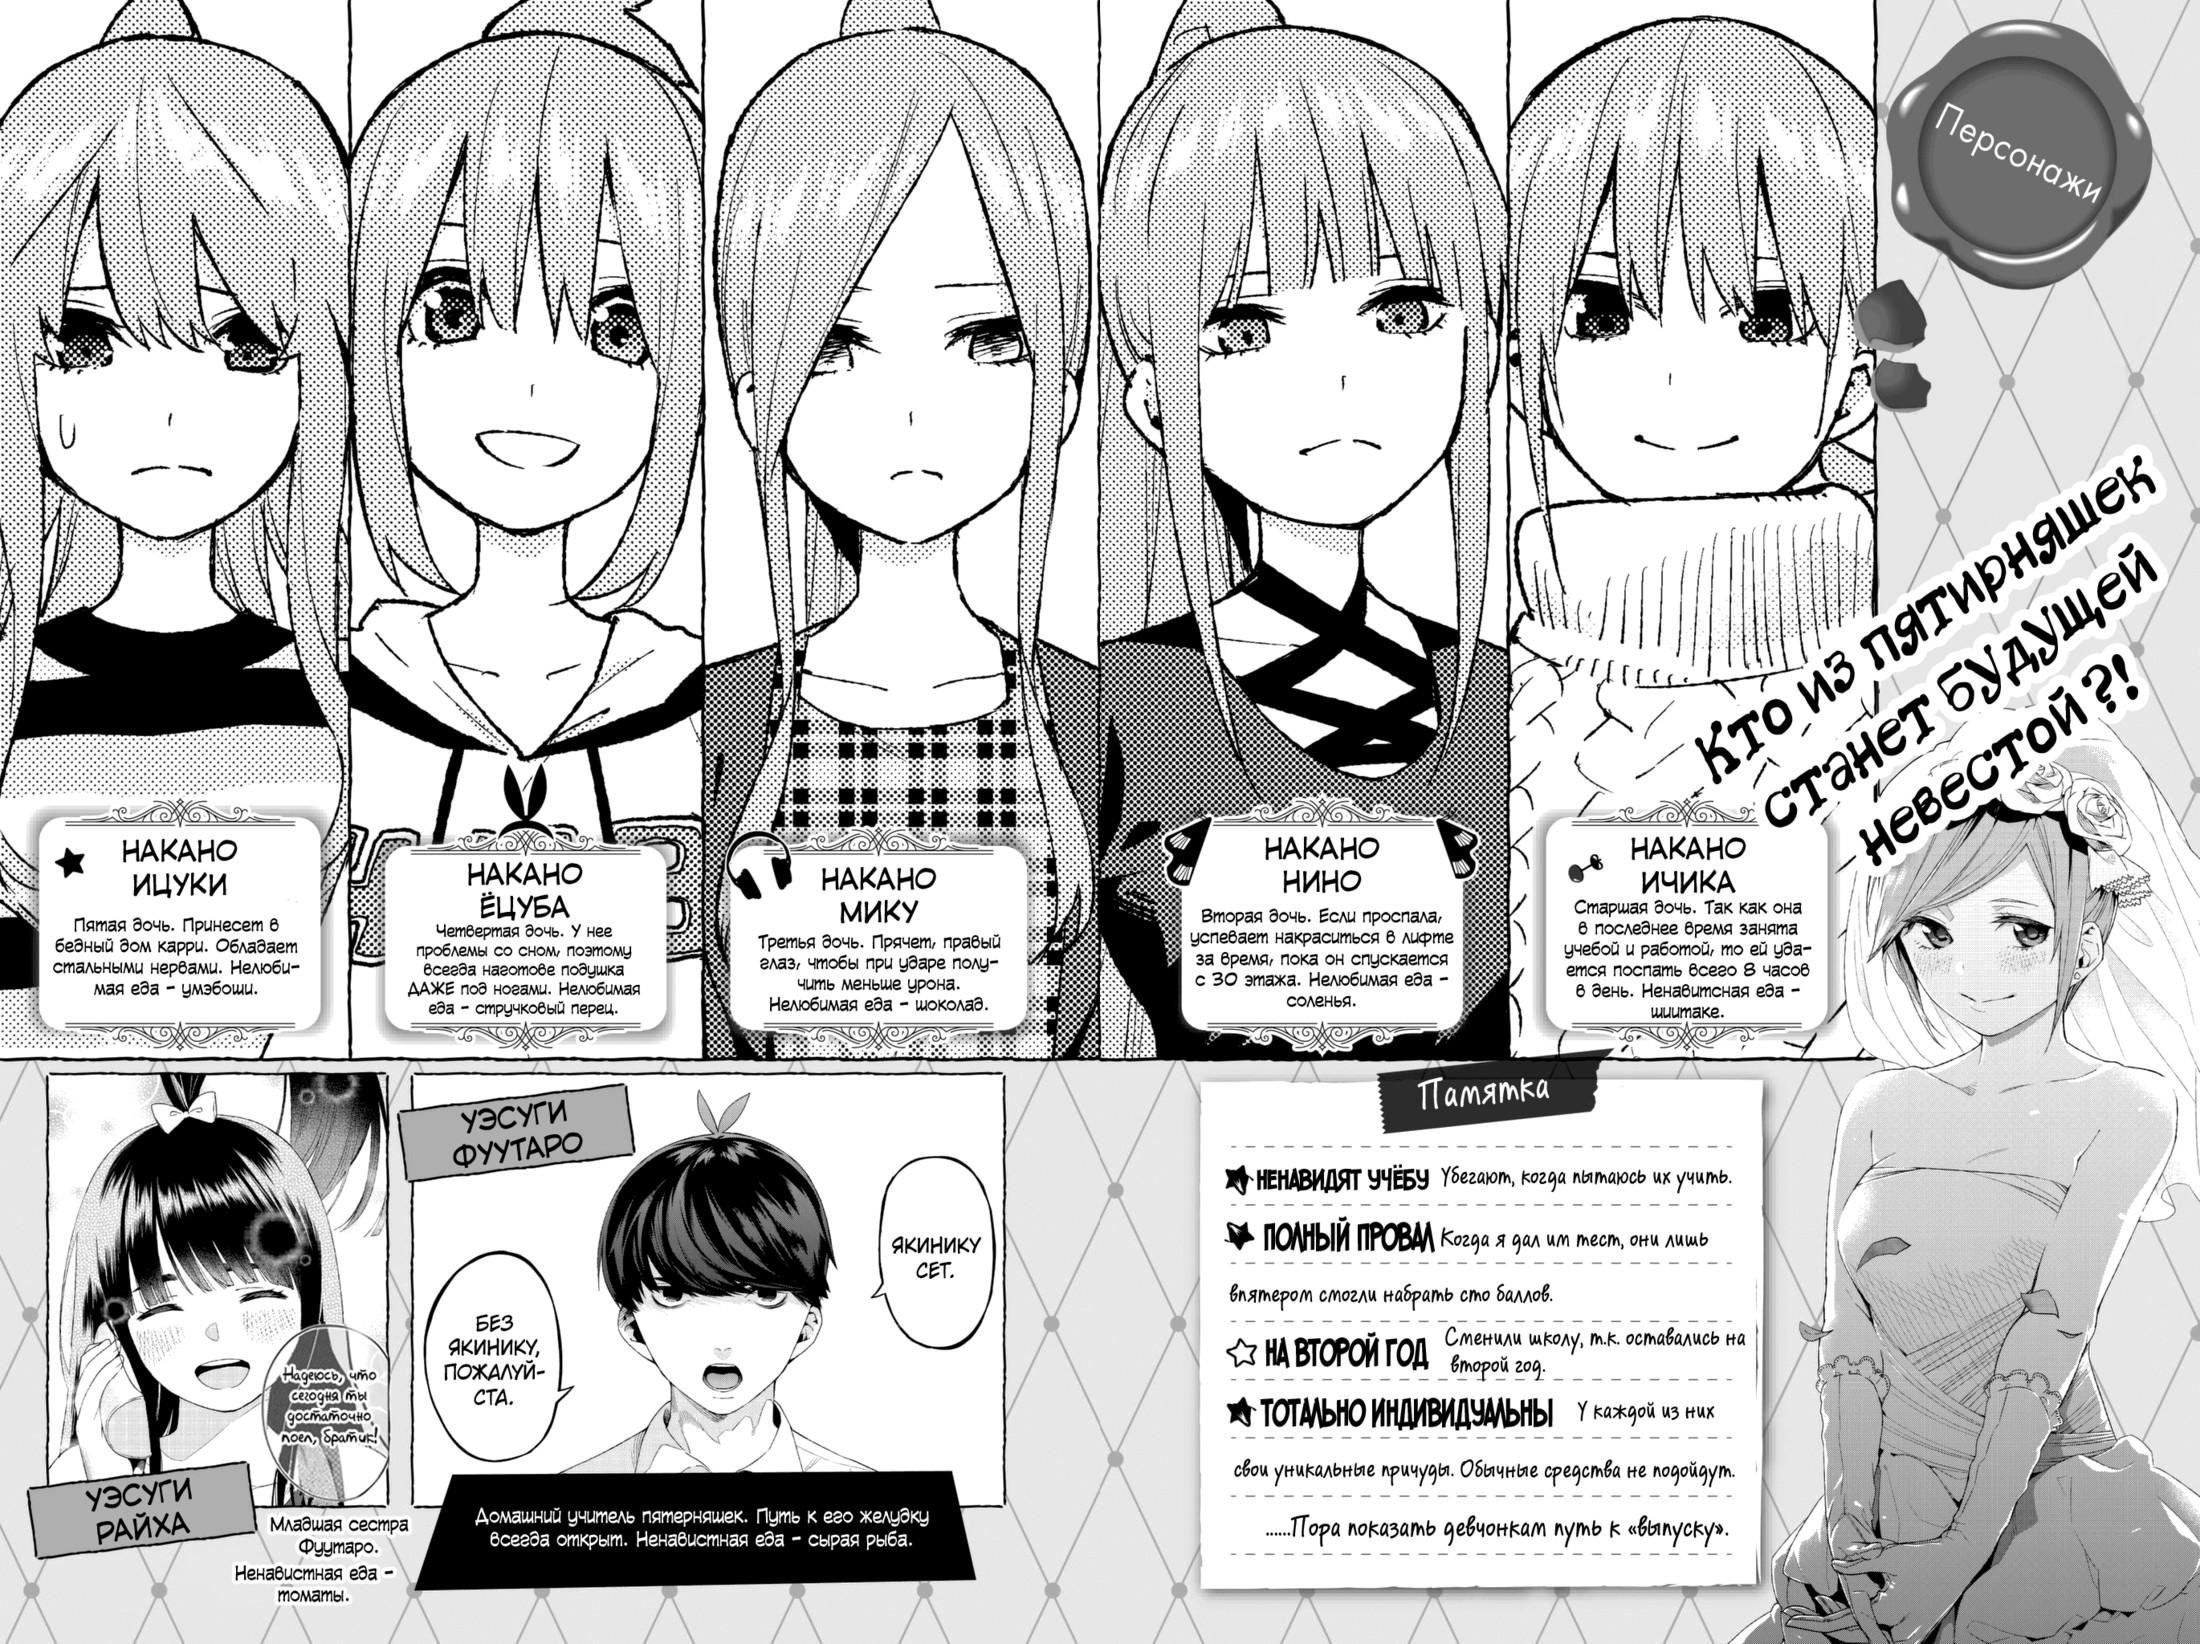 Персонажи
Кто из пятирняшек
станет будущей
невестой?!
НАКАНО
ИЧИКА
Старшая дочь. Так как она
в последнее время занята
учебой и работой, то ей уда-
ется поспать всего 8 часов
в день. Ненавитсная еда -
шиитаке.
НАКАНО
НИНО
Вторая дочь. Если проспала,
успевает накраситься в лифте
за время, пока он спускается
с 30 этажа. Нелюбимая еда -
соленья.
НАКАНО
МИКУ
Третья дочь. Прячет, правый
глаз, чтобы при ударе полу-
чить меньше урона.
Нелюбимая еда - шоколад.
НАКАНО
ЁЦУБА
Четвертая дочь. У нее
проблемы со сном, поэтому
всегда наготове подушка
ДАЖЕ под ногами. Нелюбимая
еда - стручковый перец.
НАКАНО
ИЦУКИ
Пятая дочь. Принесет в
бедный дом карри. Обладает
стальными нервами. Нелюби-
мая еда - умэбоши.
Памятка
НЕНАВИДЯТ УЧЁБУ Убегают, когда пытаюсь их учить.
ПОЛНЫЙ ПРОВАЛ Когда я дал им тест, они лишь
впятером смогли набрать сто баллов.
НА ВТОРОЙ ГОД Сменили школу, т.к. оставались на
второй год.
ТОТАЛЬНО ИНДИВИДУАЛЬНЫ У каждой из них
свои уникальные причуды. Обычные средства не подойдут.
......Пора показать девчонкам путь к «выпуску».
УЭСУГИ
ФУУТАРО
ЯКИНИКУ
СЕТ.
БЕЗ
ЯКИНИКУ,
ПОЖАЛУЙ-
СТА.
Домашний учитель пятерняшек. Путь к его желудку
всегда открыт. Ненавистная еда - сырая рыба.
Надеюсь, что
сегодня ты
достаточно
поел, братик!
УЭСУГИ
РАЙХА
Младшая сестра
Фуутаро.
Ненавистная еда -
томаты.